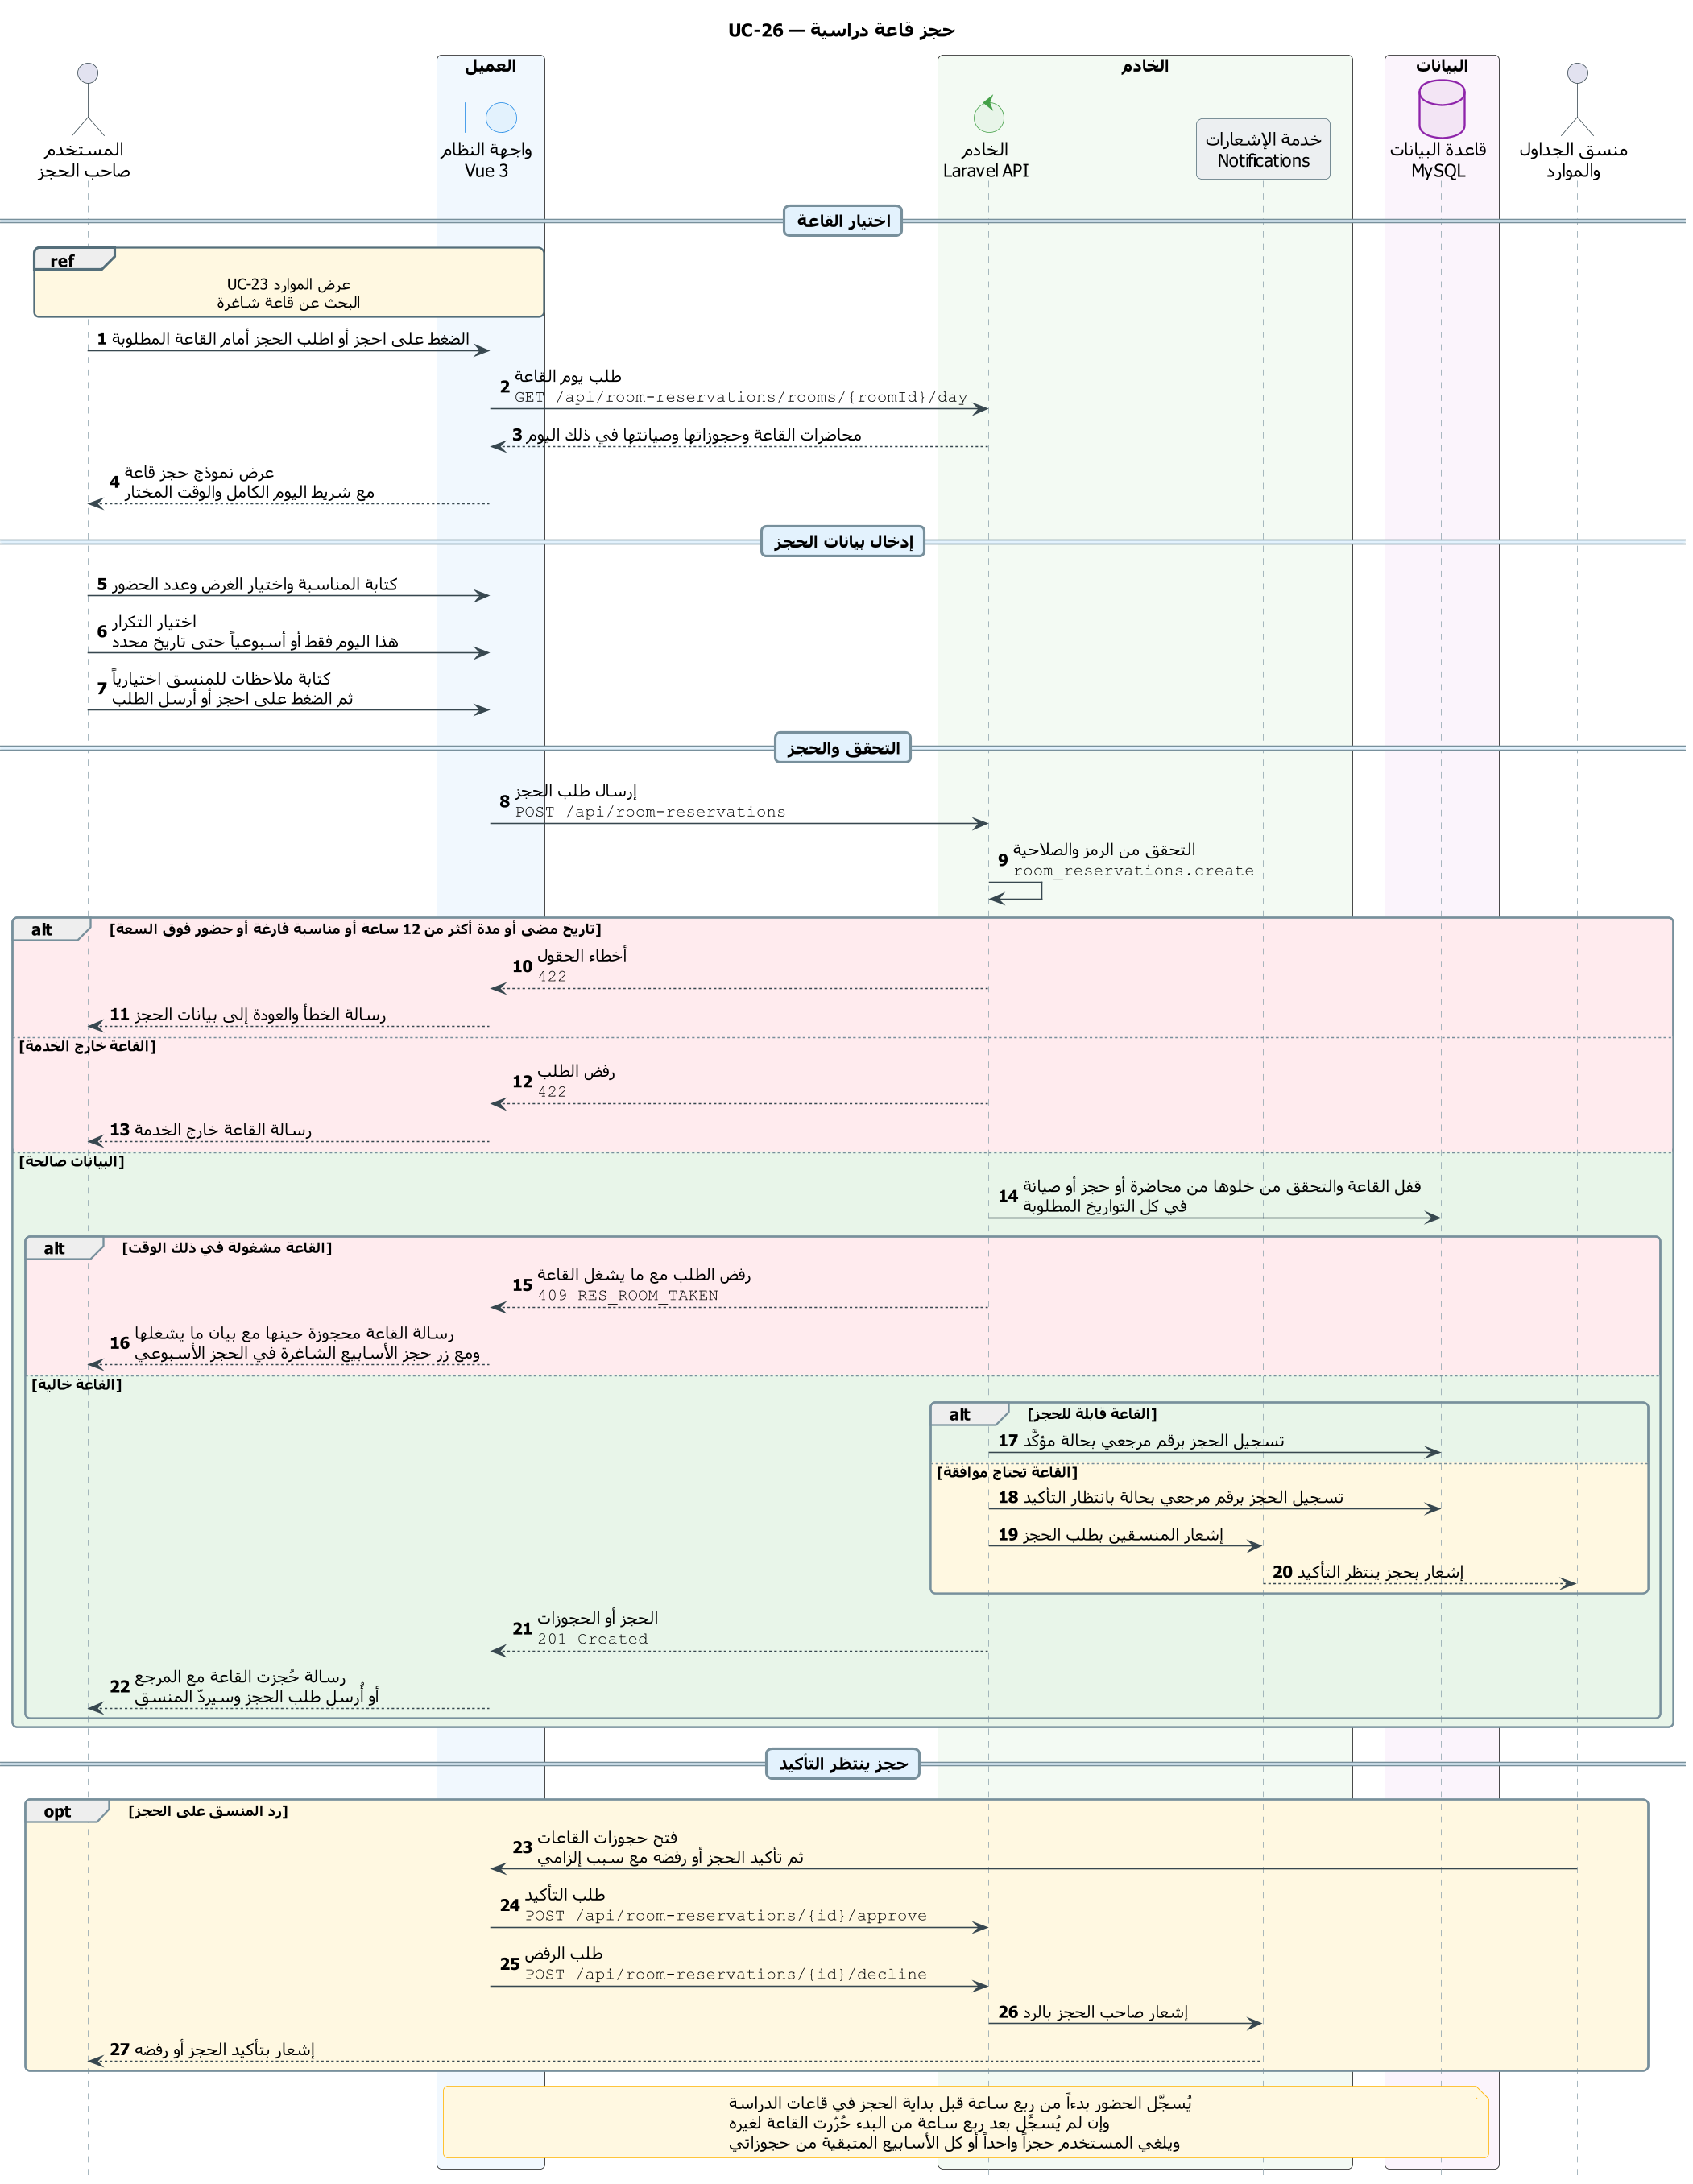 UC-26 — حجز قاعة دراسية
العميل
الخادم
البيانات
المستخدم
صاحب الحجز
واجهة النظام
Vue 3
الخادم
Laravel API
خدمة الإشعارات
Notifications
قاعدة البيانات
MySQL
منسق الجداول
والموارد
اختيار القاعة
ref
عرض الموارد UC-23
البحث عن قاعة شاغرة
1 الضغط على احجز أو اطلب الحجز أمام القاعة المطلوبة
2 طلب يوم القاعة
GET /api/room-reservations/rooms/{roomId}/day
3 محاضرات القاعة وحجوزاتها وصيانتها في ذلك اليوم
4 عرض نموذج حجز قاعة
مع شريط اليوم الكامل والوقت المختار
إدخال بيانات الحجز
5 كتابة المناسبة واختيار الغرض وعدد الحضور
6 اختيار التكرار
هذا اليوم فقط أو أسبوعياً حتى تاريخ محدد
7 كتابة ملاحظات للمنسق اختيارياً
ثم الضغط على احجز أو أرسل الطلب
التحقق والحجز
8 إرسال طلب الحجز
POST /api/room-reservations
9 التحقق من الرمز والصلاحية
room_reservations.create
alt [تاريخ مضى أو مدة أكثر من 12 ساعة أو مناسبة فارغة أو حضور فوق السعة]
10 أخطاء الحقول
422
11 رسالة الخطأ والعودة إلى بيانات الحجز
[القاعة خارج الخدمة]
12 رفض الطلب
422
13 رسالة القاعة خارج الخدمة
[البيانات صالحة]
14 قفل القاعة والتحقق من خلوها من محاضرة أو حجز أو صيانة
في كل التواريخ المطلوبة
alt [القاعة مشغولة في ذلك الوقت]
15 رفض الطلب مع ما يشغل القاعة
409 RES_ROOM_TAKEN
16 رسالة القاعة محجوزة حينها مع بيان ما يشغلها
ومع زر حجز الأسابيع الشاغرة في الحجز الأسبوعي
[القاعة خالية]
alt [القاعة قابلة للحجز]
17 تسجيل الحجز برقم مرجعي بحالة مؤكَّد
[القاعة تحتاج موافقة]
18 تسجيل الحجز برقم مرجعي بحالة بانتظار التأكيد
19 إشعار المنسقين بطلب الحجز
20 إشعار بحجز ينتظر التأكيد
21 الحجز أو الحجوزات
201 Created
22 رسالة حُجزت القاعة مع المرجع
أو أُرسل طلب الحجز وسيردّ المنسق
حجز ينتظر التأكيد
opt [رد المنسق على الحجز]
23 فتح حجوزات القاعات
ثم تأكيد الحجز أو رفضه مع سبب إلزامي
24 طلب التأكيد
POST /api/room-reservations/{id}/approve
25 طلب الرفض
POST /api/room-reservations/{id}/decline
26 إشعار صاحب الحجز بالرد
27 إشعار بتأكيد الحجز أو رفضه
يُسجَّل الحضور بدءاً من ربع ساعة قبل بداية الحجز في قاعات الدراسة
وإن لم يُسجَّل بعد ربع ساعة من البدء حُرّرت القاعة لغيره
ويلغي المستخدم حجزاً واحداً أو كل الأسابيع المتبقية من حجوزاتي